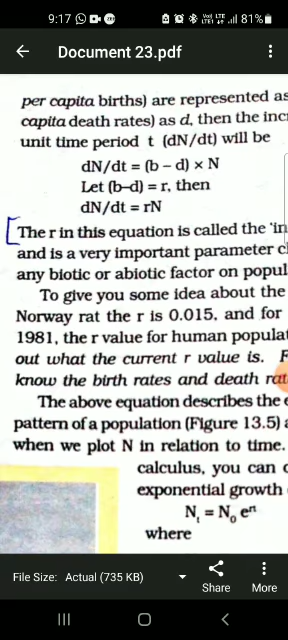 9:17 81%
Document 23.pdf
per capita births) are represented as
capita death rates) as d, then the
unit time period t (dN/dt) will be
dN/dt = (b – d) × N
Let (b–d) = r, then
dN/dt = rN
The r in this equation is called the
and is a very important parameter
any biotic or abiotic factor on
To give you some idea about the
Norway rat the r is 0.015, and for
1981, the r value for human
out what the current r value is.
know the birth rates and death
The above equation describes the
pattern of a population (Figure 13.5)
when we plot N in relation to time.
calculus, you can
exponential growth
Nt = N0 e^rt
where
File Size: Actual (735 KB)
Share More